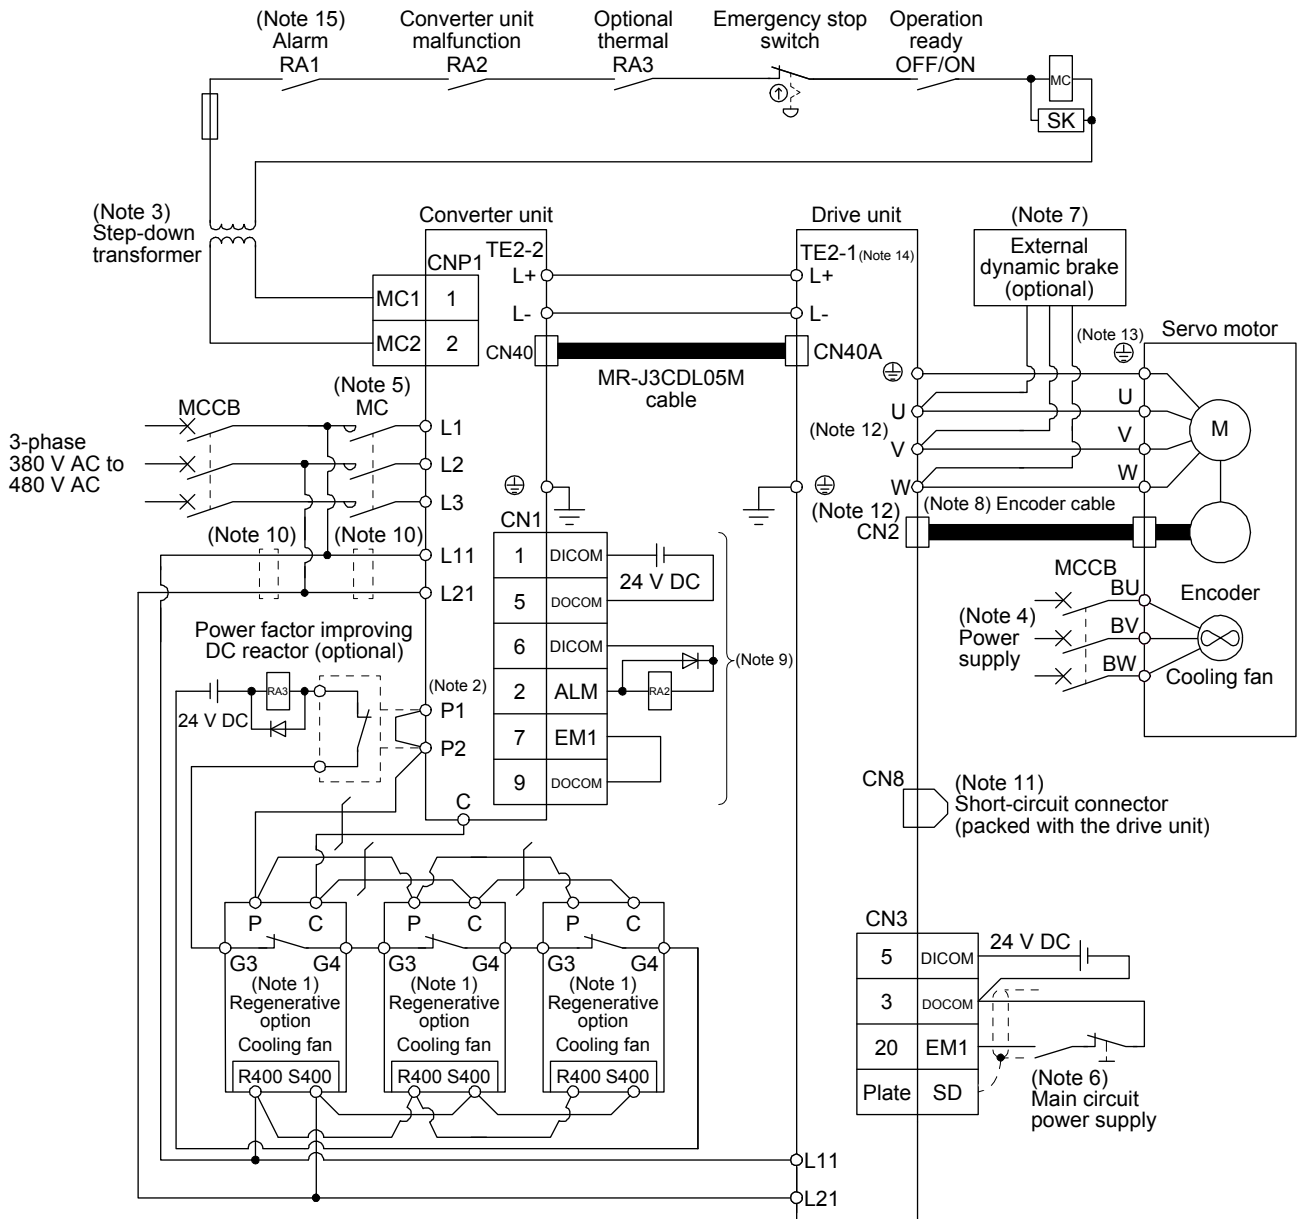 (Note 15)
Alarm
RA1
Converter unit
malfunction
RA2
Optional
thermal
RA3
Emergency stop
switch
Operation
ready
OFF/ON
MC
SK
(Note 3)
Step-down
transformer
Converter unit
TE2-2
CNP1
MC1 1
MC2 2
L+
L-
CN40
Drive unit
TE2-1 (Note 14)
L+
L-
CN40A
MR-J3CDL05M
cable
(Note 7)
External
dynamic brake
(optional)
(Note 13)
Servo motor
U
V
W
(Note 12)
U
V
W
M
3-phase
380 V AC to
480 V AC
MCCB
(Note 5)
MC
L1
L2
L3
(Note 10) (Note 10)
L11
L21
CN1
1 DICOM
5 DOCOM
6 DICOM
2 ALM
7 EM1
9 DOCOM
24 V DC
RA2
(Note 9)
(Note 12)
CN2
(Note 8) Encoder cable
MCCB
(Note 4)
Power
supply
BU
BV
BW
Encoder
Cooling fan
Power factor improving
DC reactor (optional)
24 V DC
RA3
(Note 2)
P1
P2
C
CN8
(Note 11)
Short-circuit connector
(packed with the drive unit)
P C
G3 G4
(Note 1)
Regenerative
option
Cooling fan
R400 S400
P C
G3 G4
(Note 1)
Regenerative
option
Cooling fan
R400 S400
P C
G3 G4
(Note 1)
Regenerative
option
Cooling fan
R400 S400
CN3
5 DICOM
3 DOCOM
20 EM1
Plate SD
24 V DC
(Note 6)
Main circuit
power supply
L11
L21